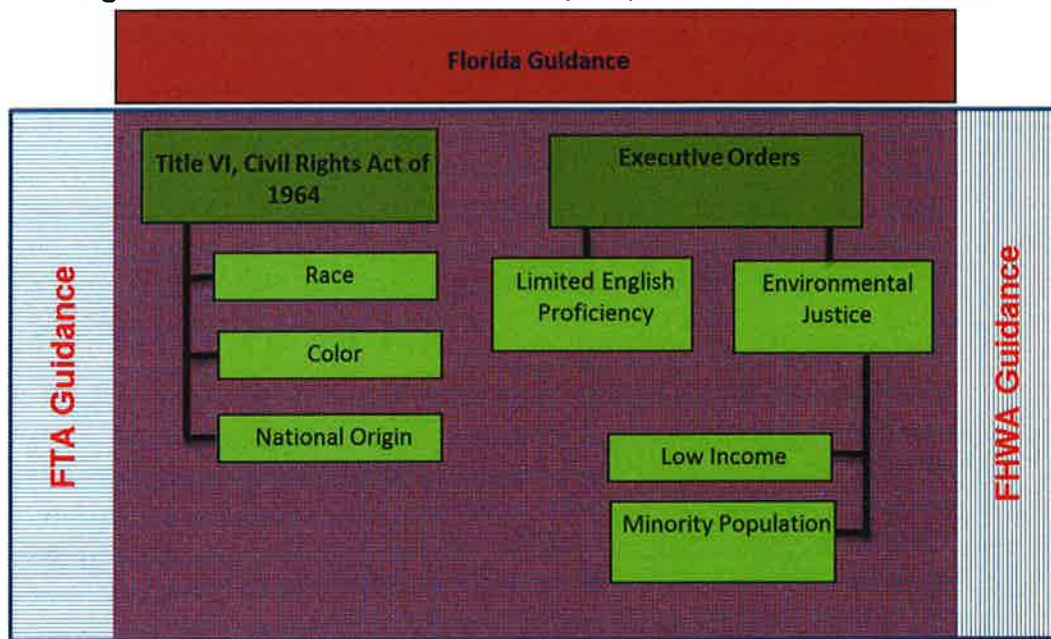 Florida Guidance
FTA Guidance
Title VI, Civil Rights Act of
1964
Race
Color
National Origin
Executive Orders
Limited English
Proficiency
Environmental
Justice
Low Income
Minority Population
FHWA Guidance